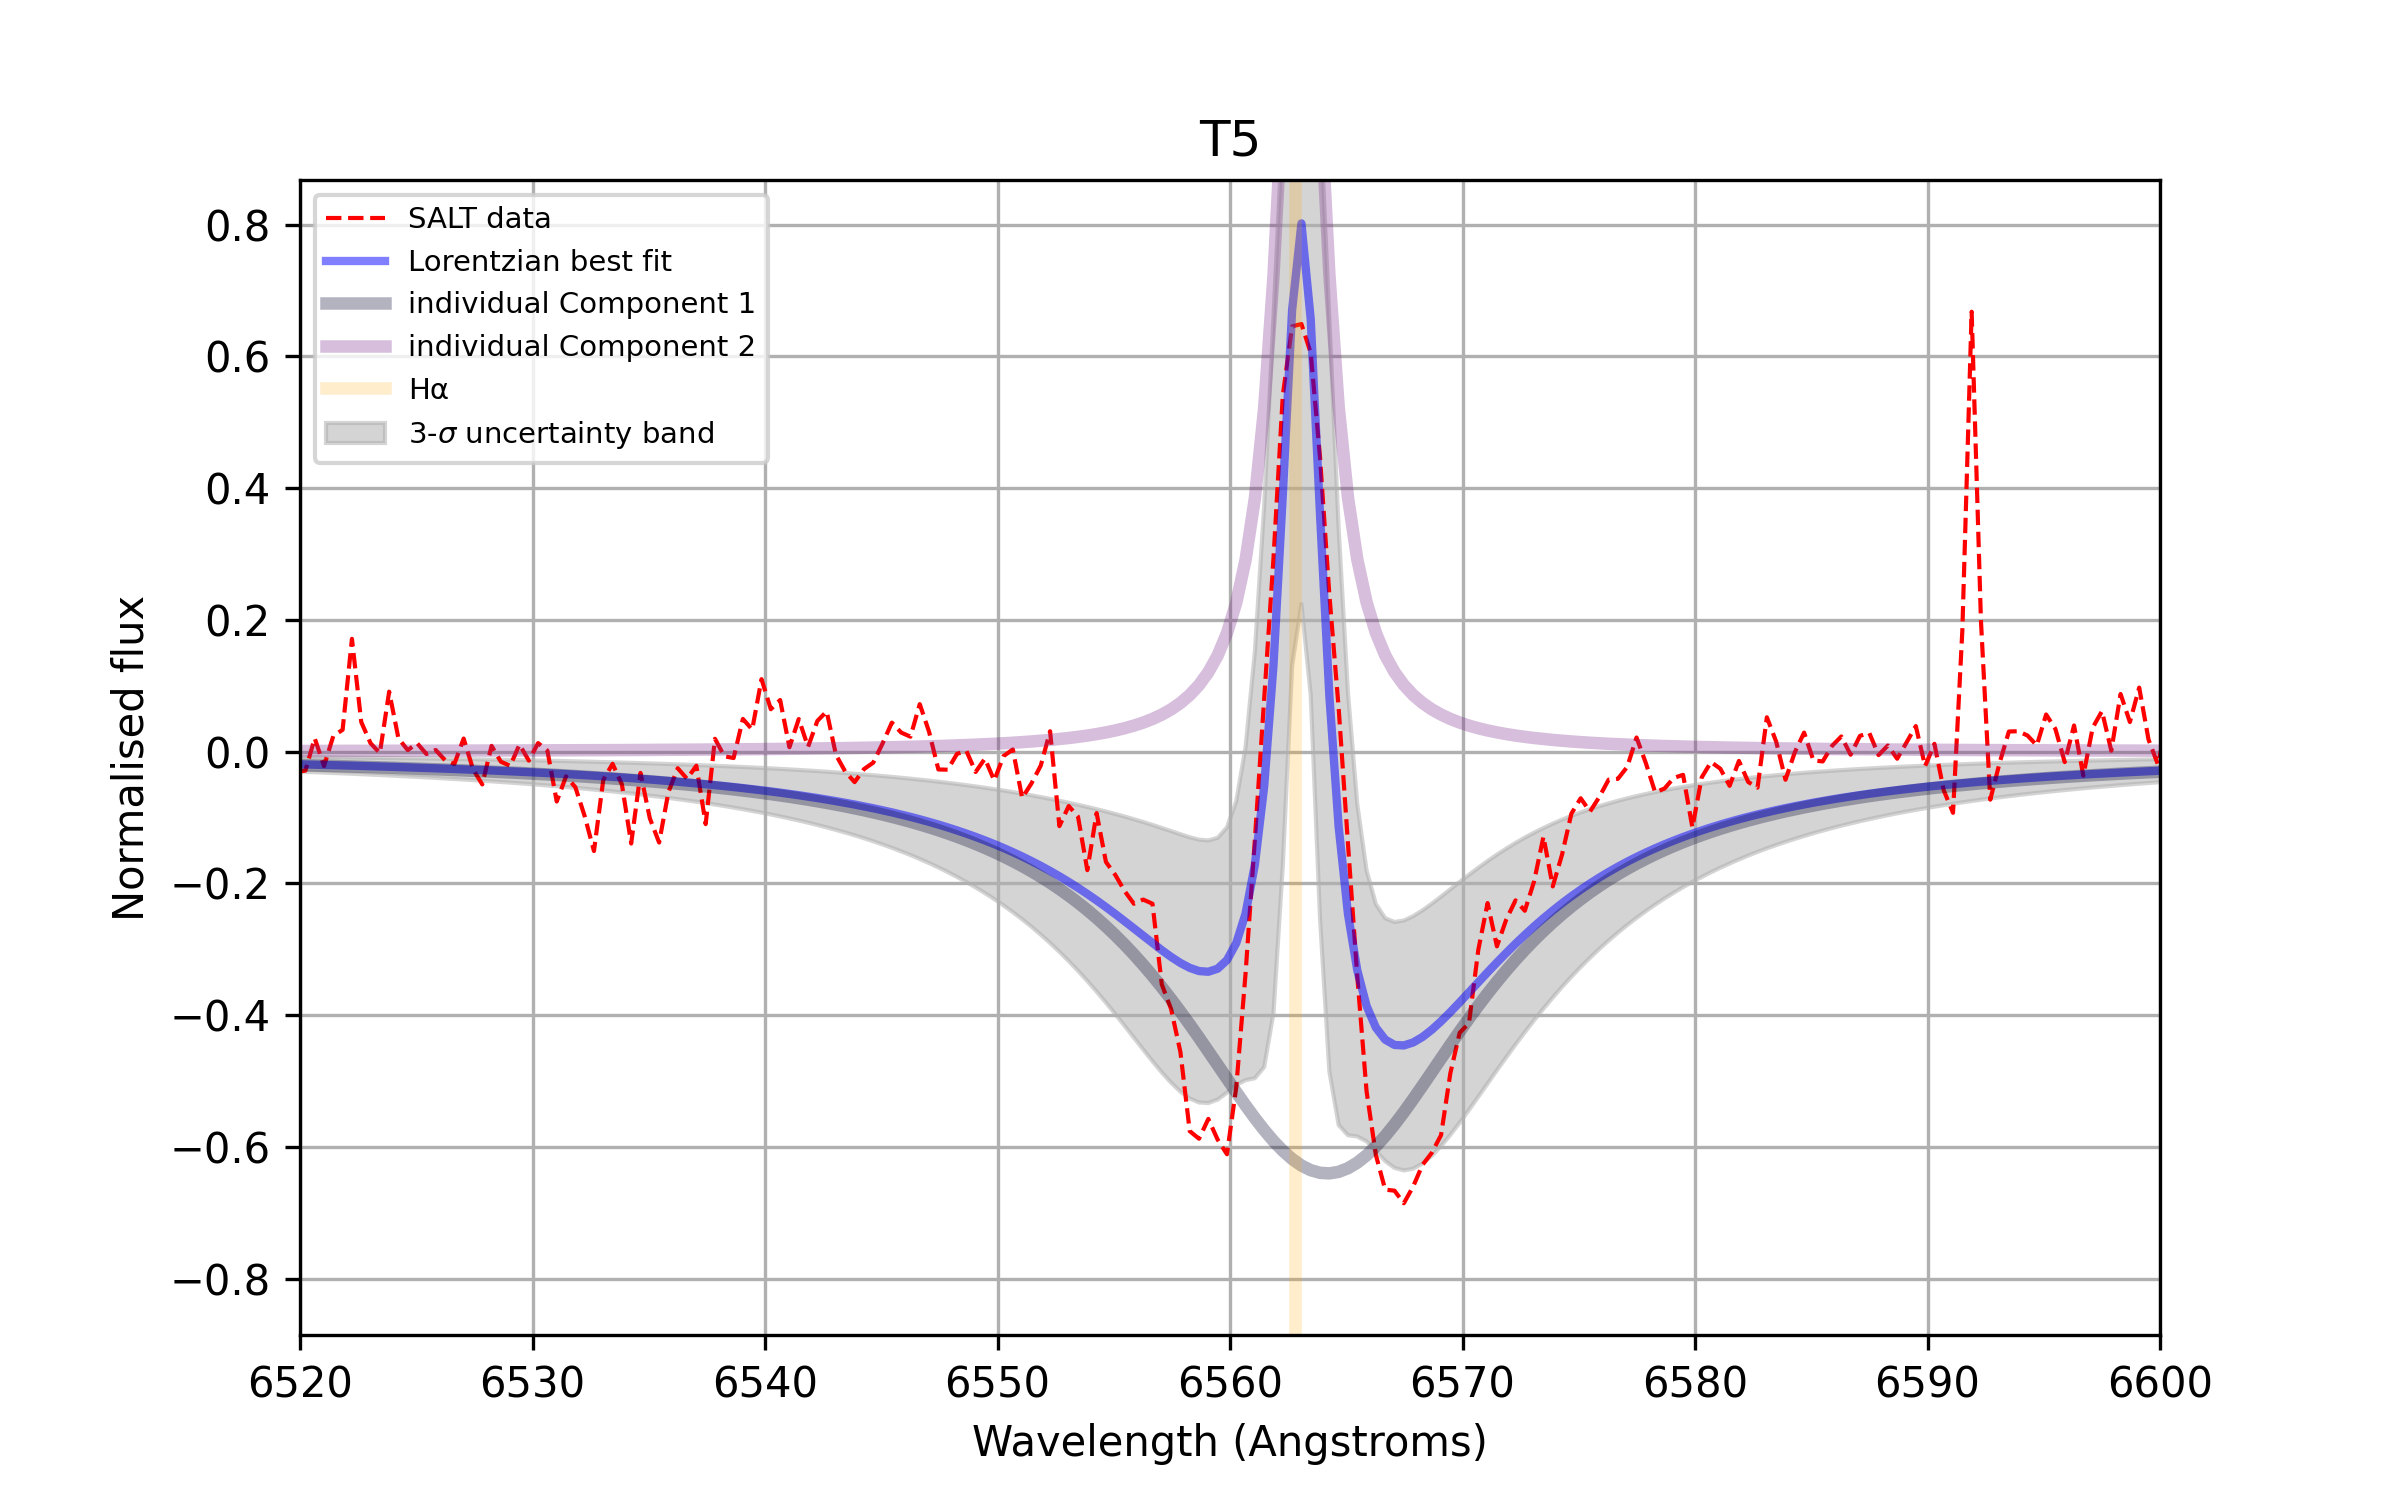 T5
SALT data
Lorentzian best fit
individual Component 1
individual Component 2
Hα
3-σ uncertainty band
0.8
0.6
0.4
0.2
0.0
−0.2
−0.4
−0.6
−0.8
Normalised flux
6520 6530 6540 6550 6560 6570 6580 6590 6600
Wavelength (Angstroms)